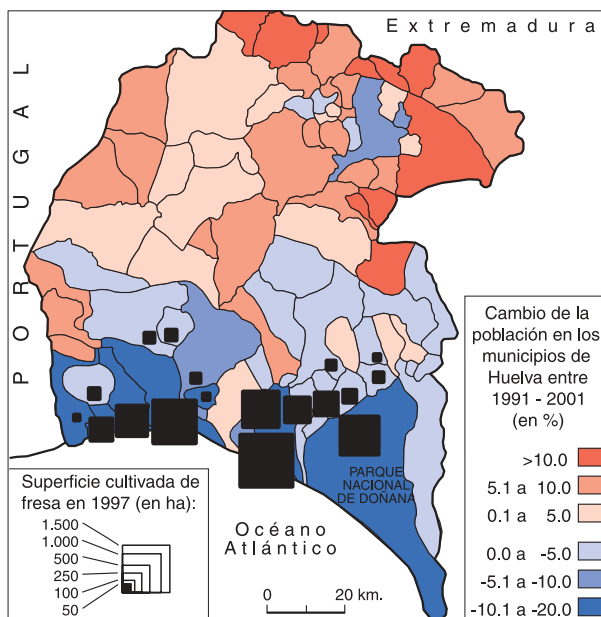 Extremadura
PORTUGAL
PARQUE
NACIONAL
DE DOÑANA
Océano
Atlántico
0 20 km.
Superficie cultivada de
fresa en 1997 (en ha):
1.500
1.000
500
250
100
50
Cambio de la
población en los
municipios de
Huelva entre
1991 - 2001
(en %)
>10.0
5.1 a 10.0
0.1 a 5.0
0.0 a -5.0
-5.1 a -10.0
-10.1 a -20.0